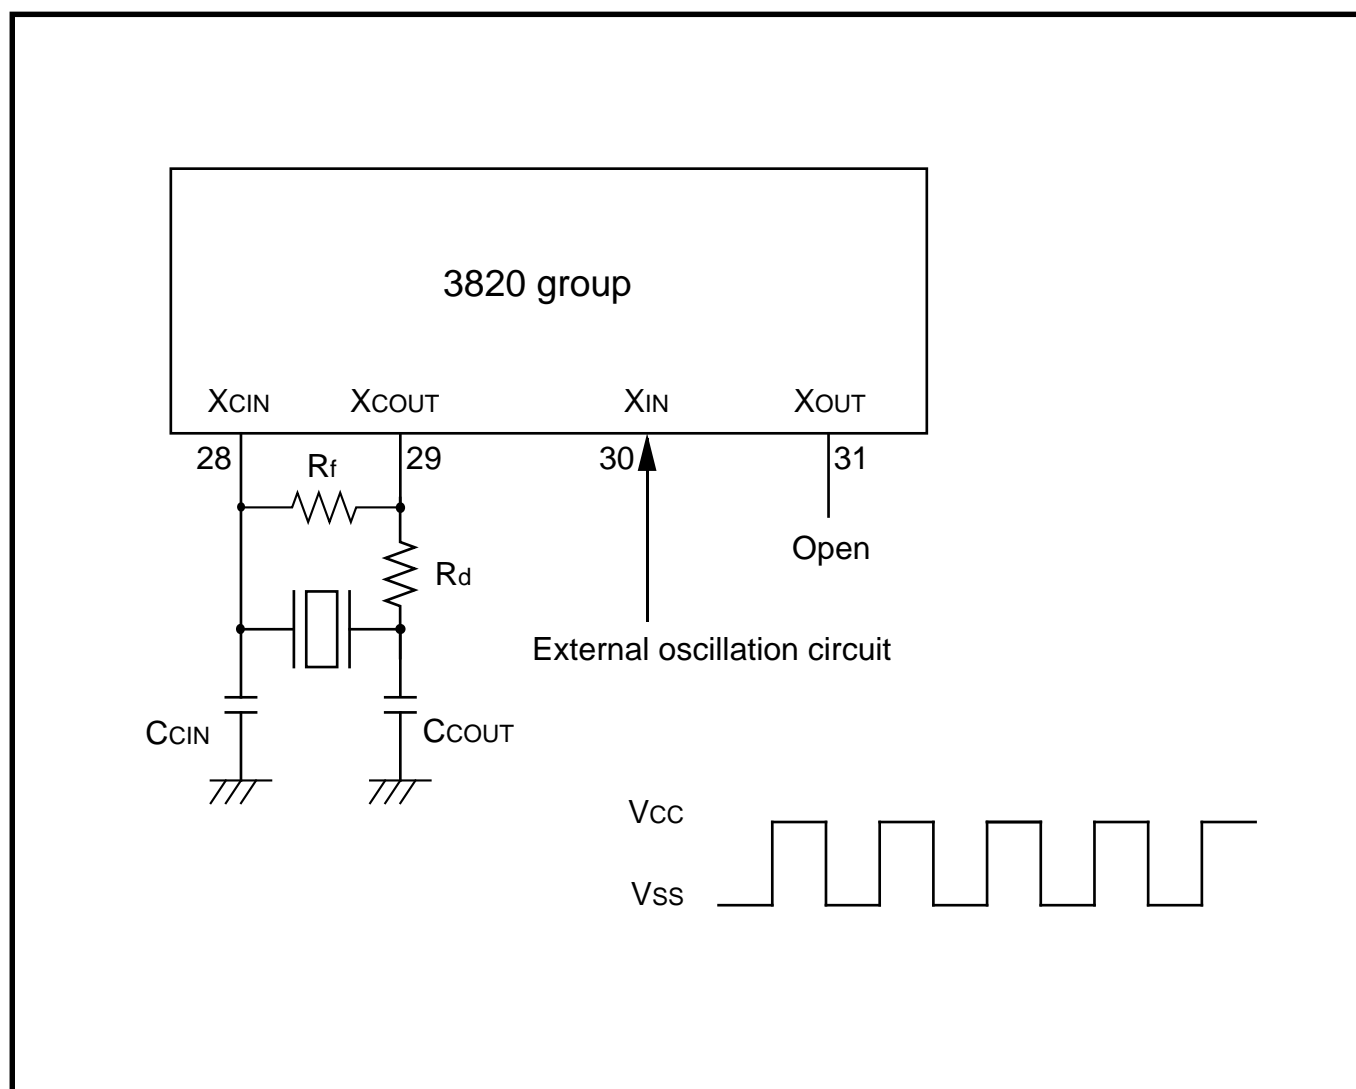 3820 group
XCIN XCOUT XIN XOUT
28 29 30 31
Rf
Open
Rd
External oscillation circuit
CCIN CCOUT
VCC
VSS